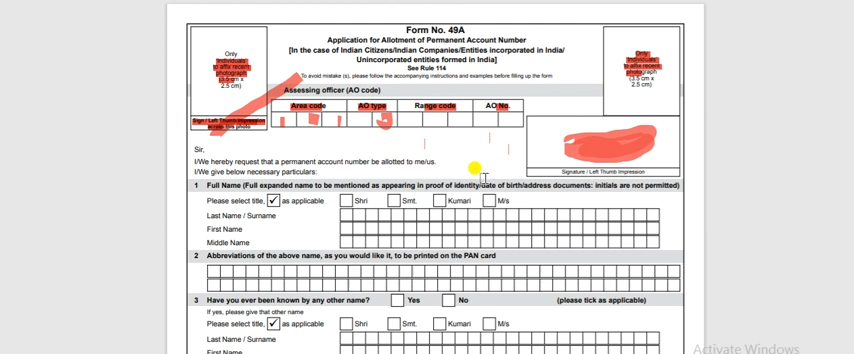 Form No. 49A
Application for Allotment of Permanent Account Number
[In the case of Indian Citizens/Indian Companies/Entities incorporated in India/
Unincorporated entities formed in India]
See Rule 114
To avoid mistake (s), please follow the accompanying instructions and examples before filling up the form
Only
'Individuals'
to affix recent
photograph
(3.5 cm x
2.5 cm)
Only
'Individuals'
to affix recent
photograph
(3.5 cm x
2.5 cm)
Assessing officer (AO code)
Area code AO type Range code AO No.
Sign / Left Thumb impression
across this photo
Sir,
I/We hereby request that a permanent account number be allotted to me/us.
I/We give below necessary particulars:
Signature / Left Thumb Impression
1 Full Name (Full expanded name to be mentioned as appearing in proof of identity/date of birth/address documents: initials are not permitted)
Please select title, ✓ as applicable Shri Smt. Kumari M/s
Last Name / Surname
First Name
Middle Name
2 Abbreviations of the above name, as you would like it, to be printed on the PAN card
3 Have you ever been known by any other name? Yes No (please tick as applicable)
If yes, please give that other name
Please select title, ✓ as applicable Shri Smt. Kumari M/s
Last Name / Surname
First Name
Activate Windows